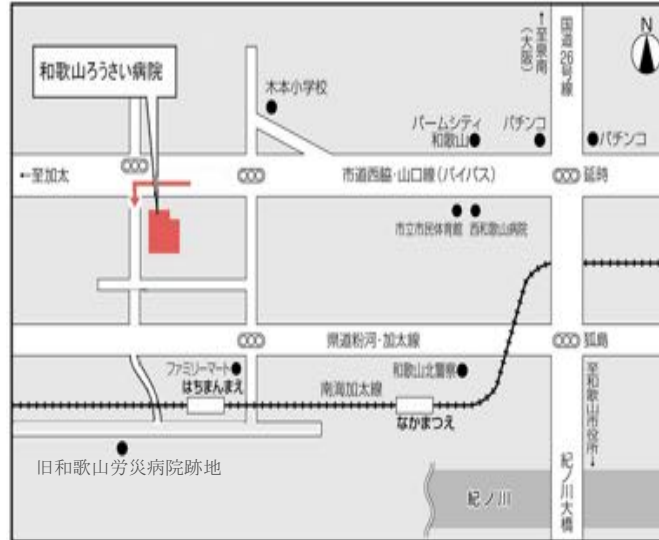 和歌山ろうさい病院
木本小学校
←至泉南
(大阪)
国道26号線
N
パームシティ
和歌山
パチンコ
パチンコ
←至加太
市道西脇・山口線(バイパス)
延時
市立市民体育館
西和歌山病院
県道粉河・加太線
狐島
ファミリーマート
はちまんまえ
南海加太線
和歌山北警察
なかまつえ
至和歌山市役所→
旧和歌山労災病院跡地
紀ノ川
紀ノ川大橋